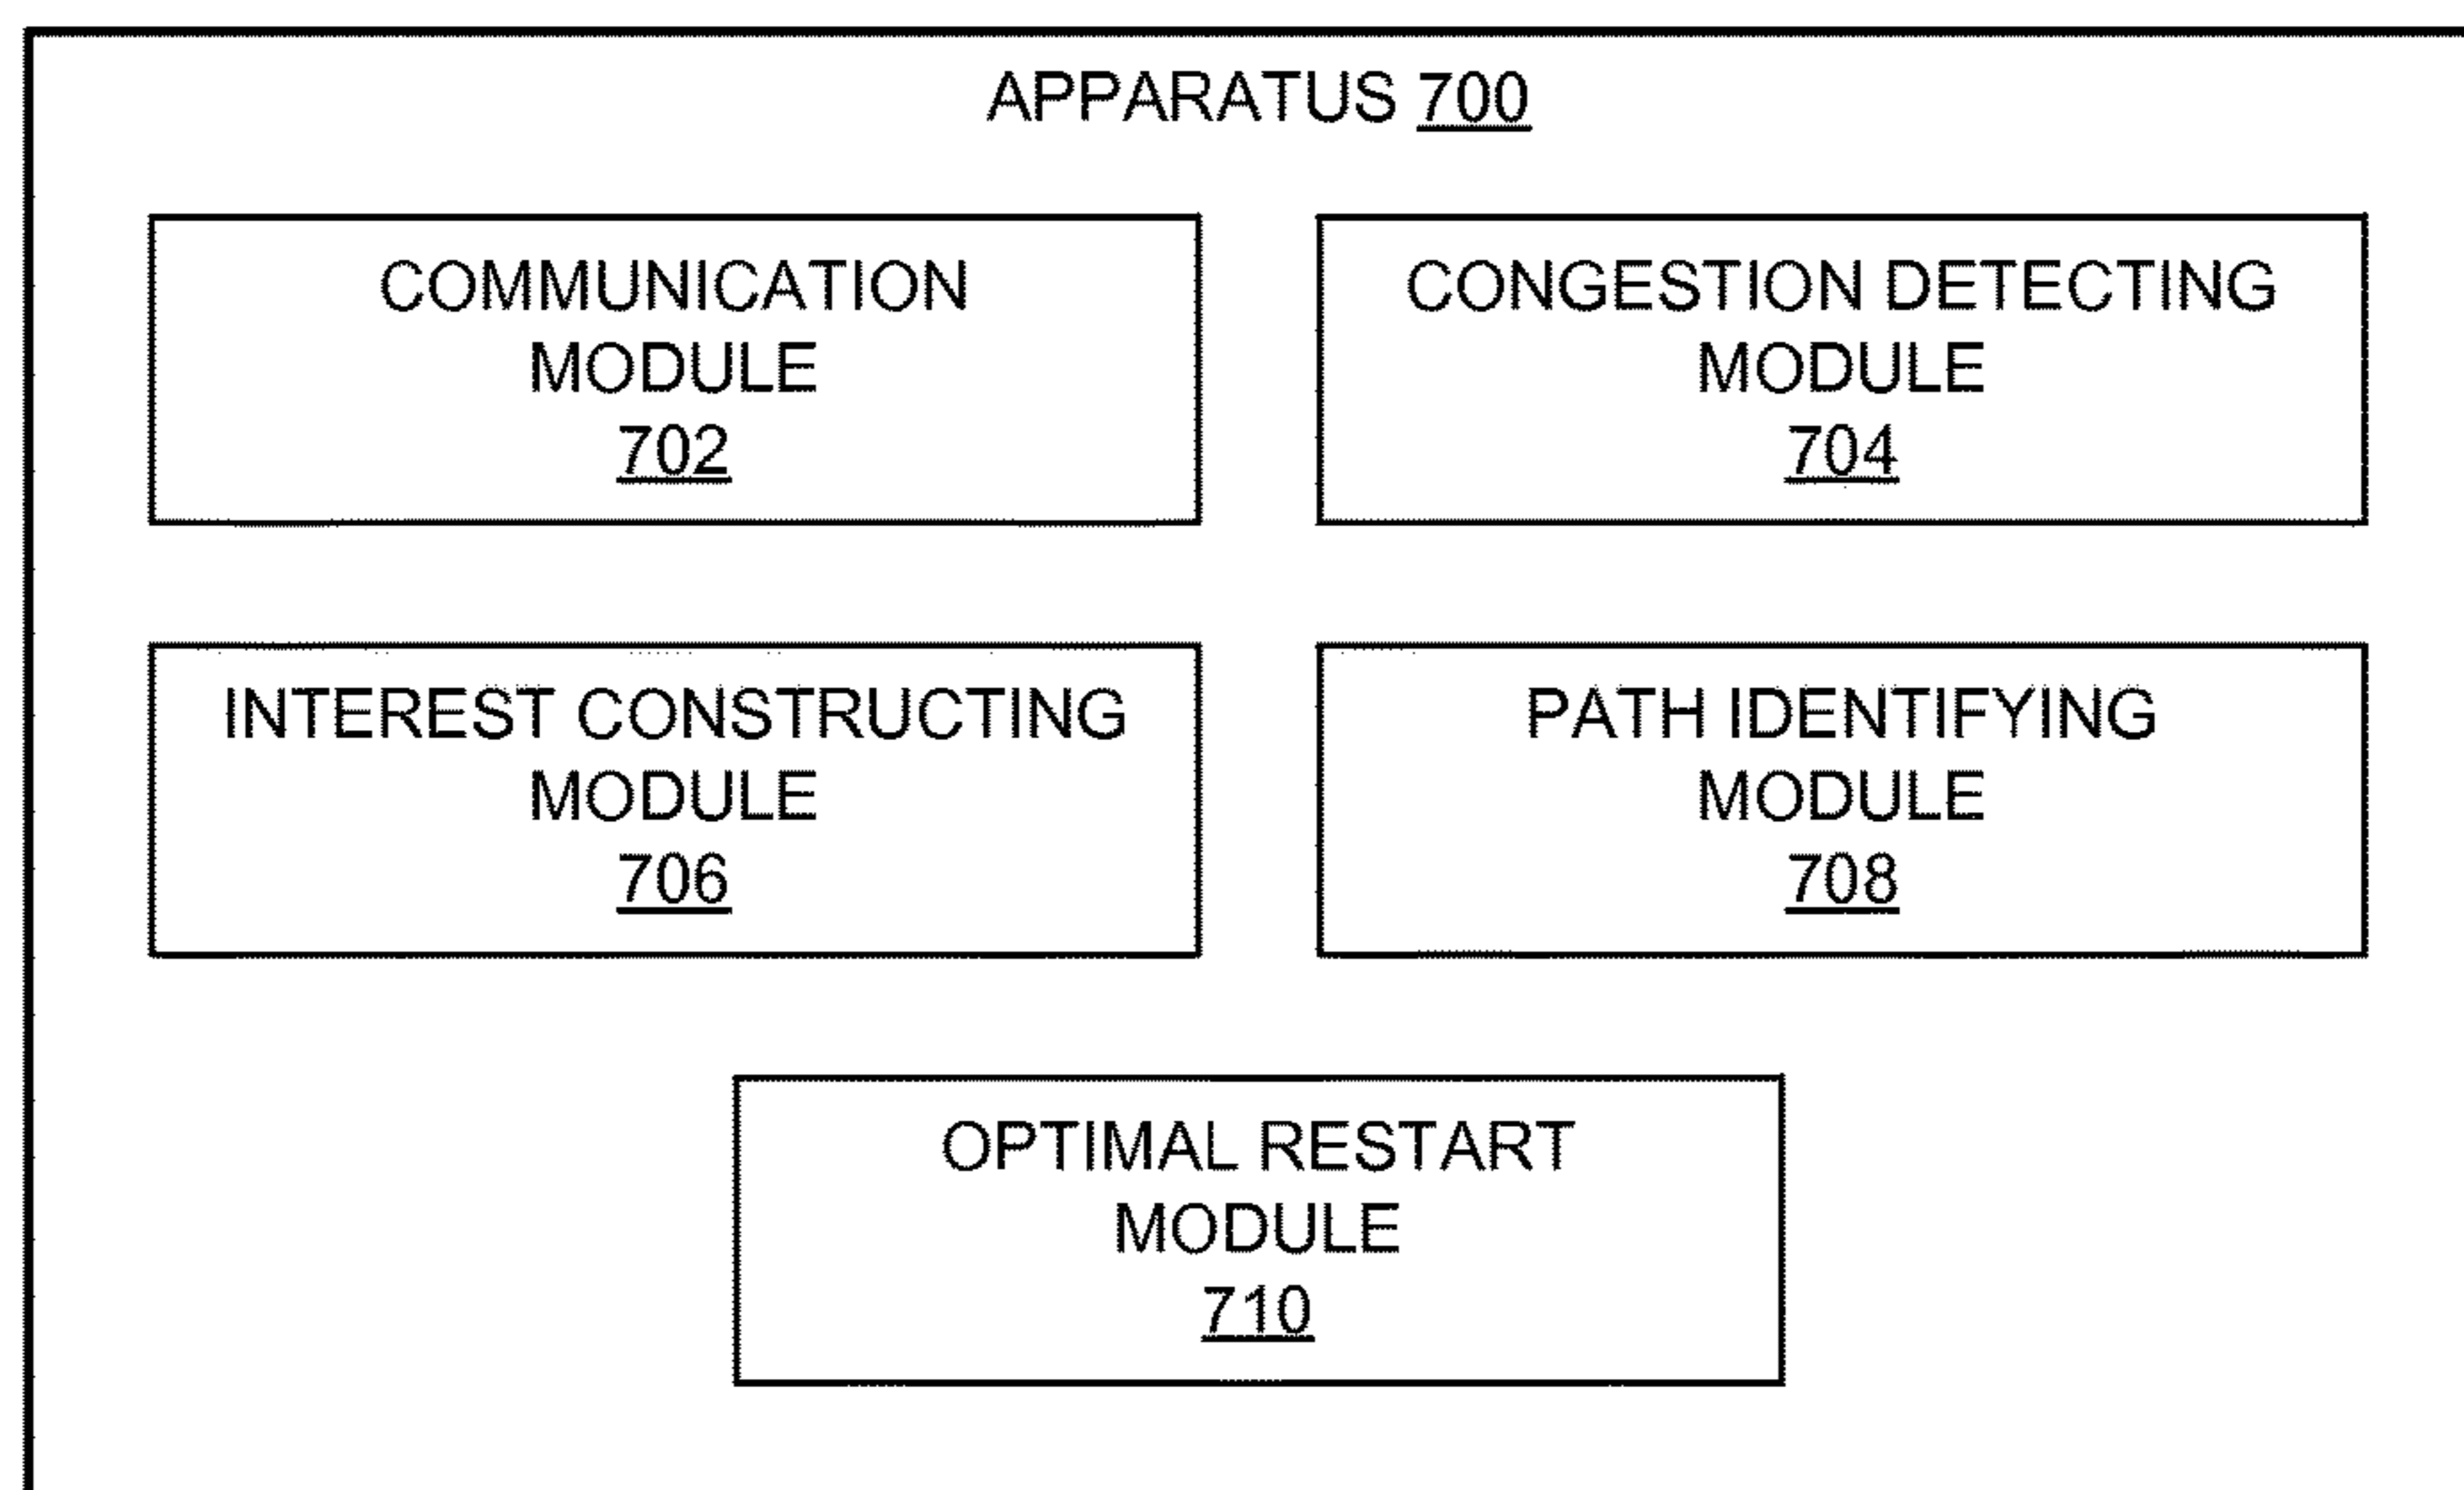 APPARATUS 700
COMMUNICATION
MODULE
702
CONGESTION DETECTING
MODULE
704
INTEREST CONSTRUCTING
MODULE
706
PATH IDENTIFYING
MODULE
708
OPTIMAL RESTART
MODULE
710